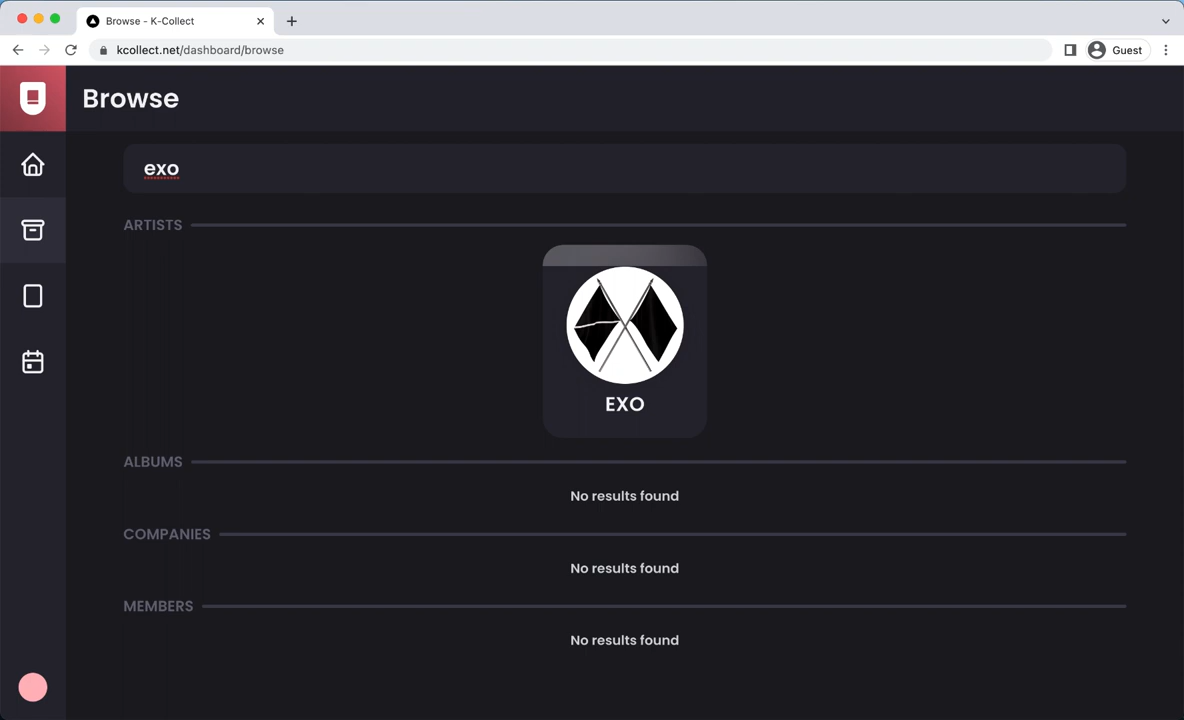 Browse - K-Collect
kcollect.net/dashboard/browse
Guest
Browse
exo
ARTISTS
EXO
ALBUMS
No results found
COMPANIES
No results found
MEMBERS
No results found